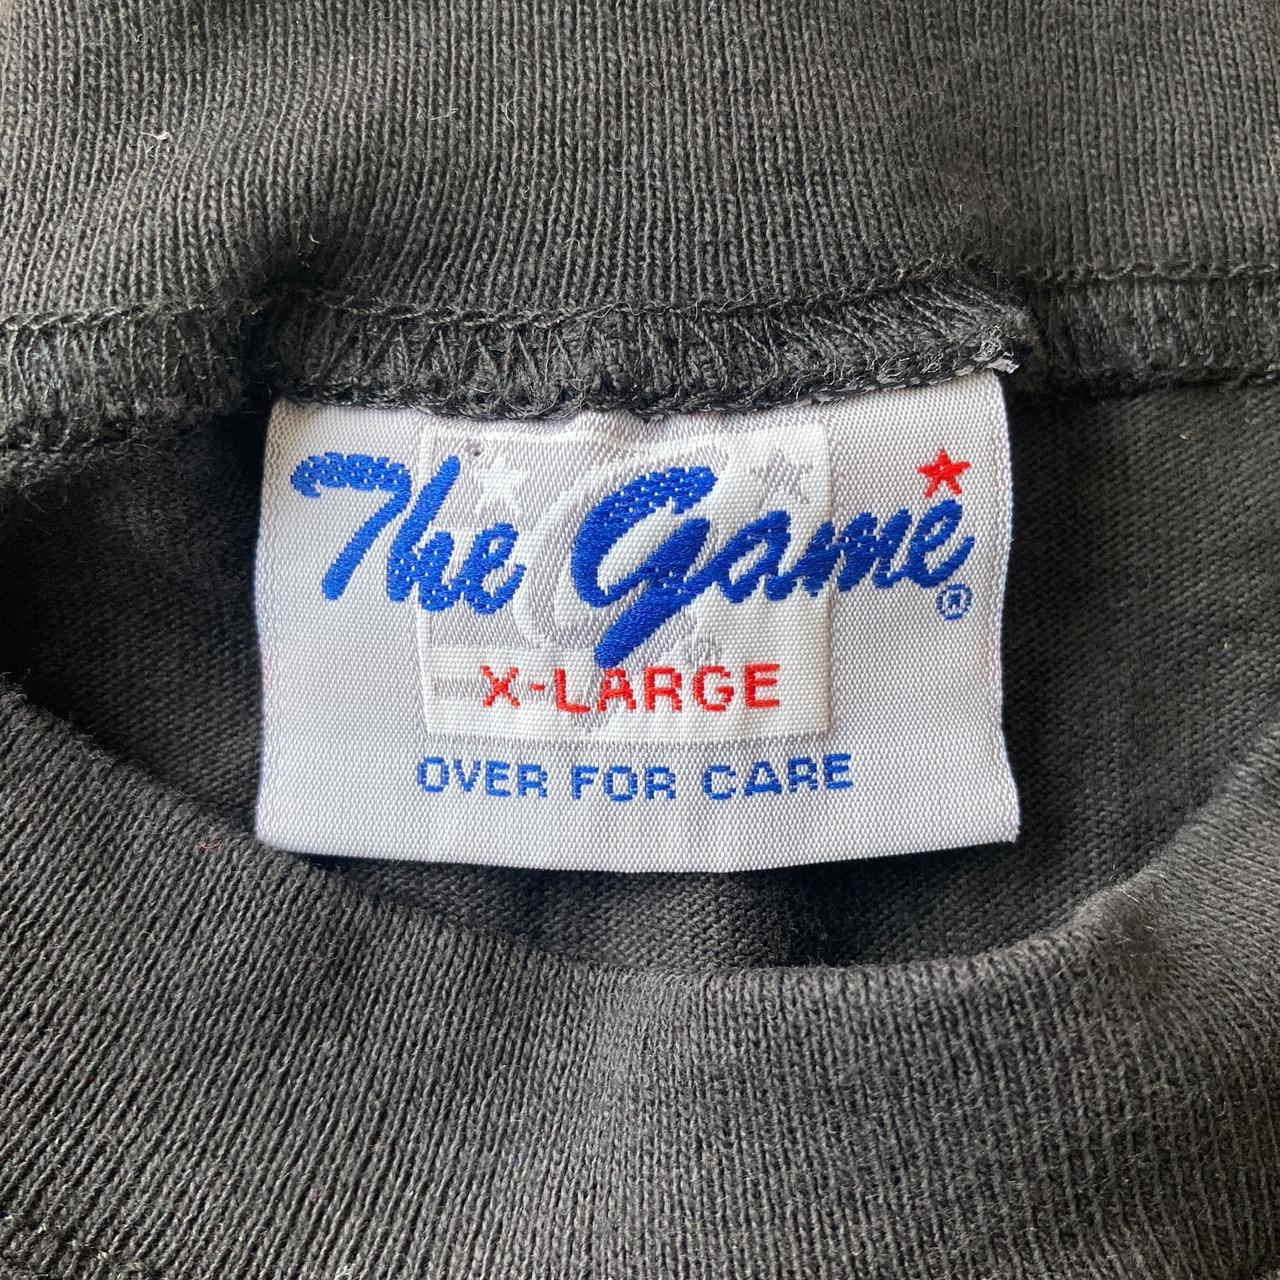 The Game®
X-LARGE
OVER FOR CARE